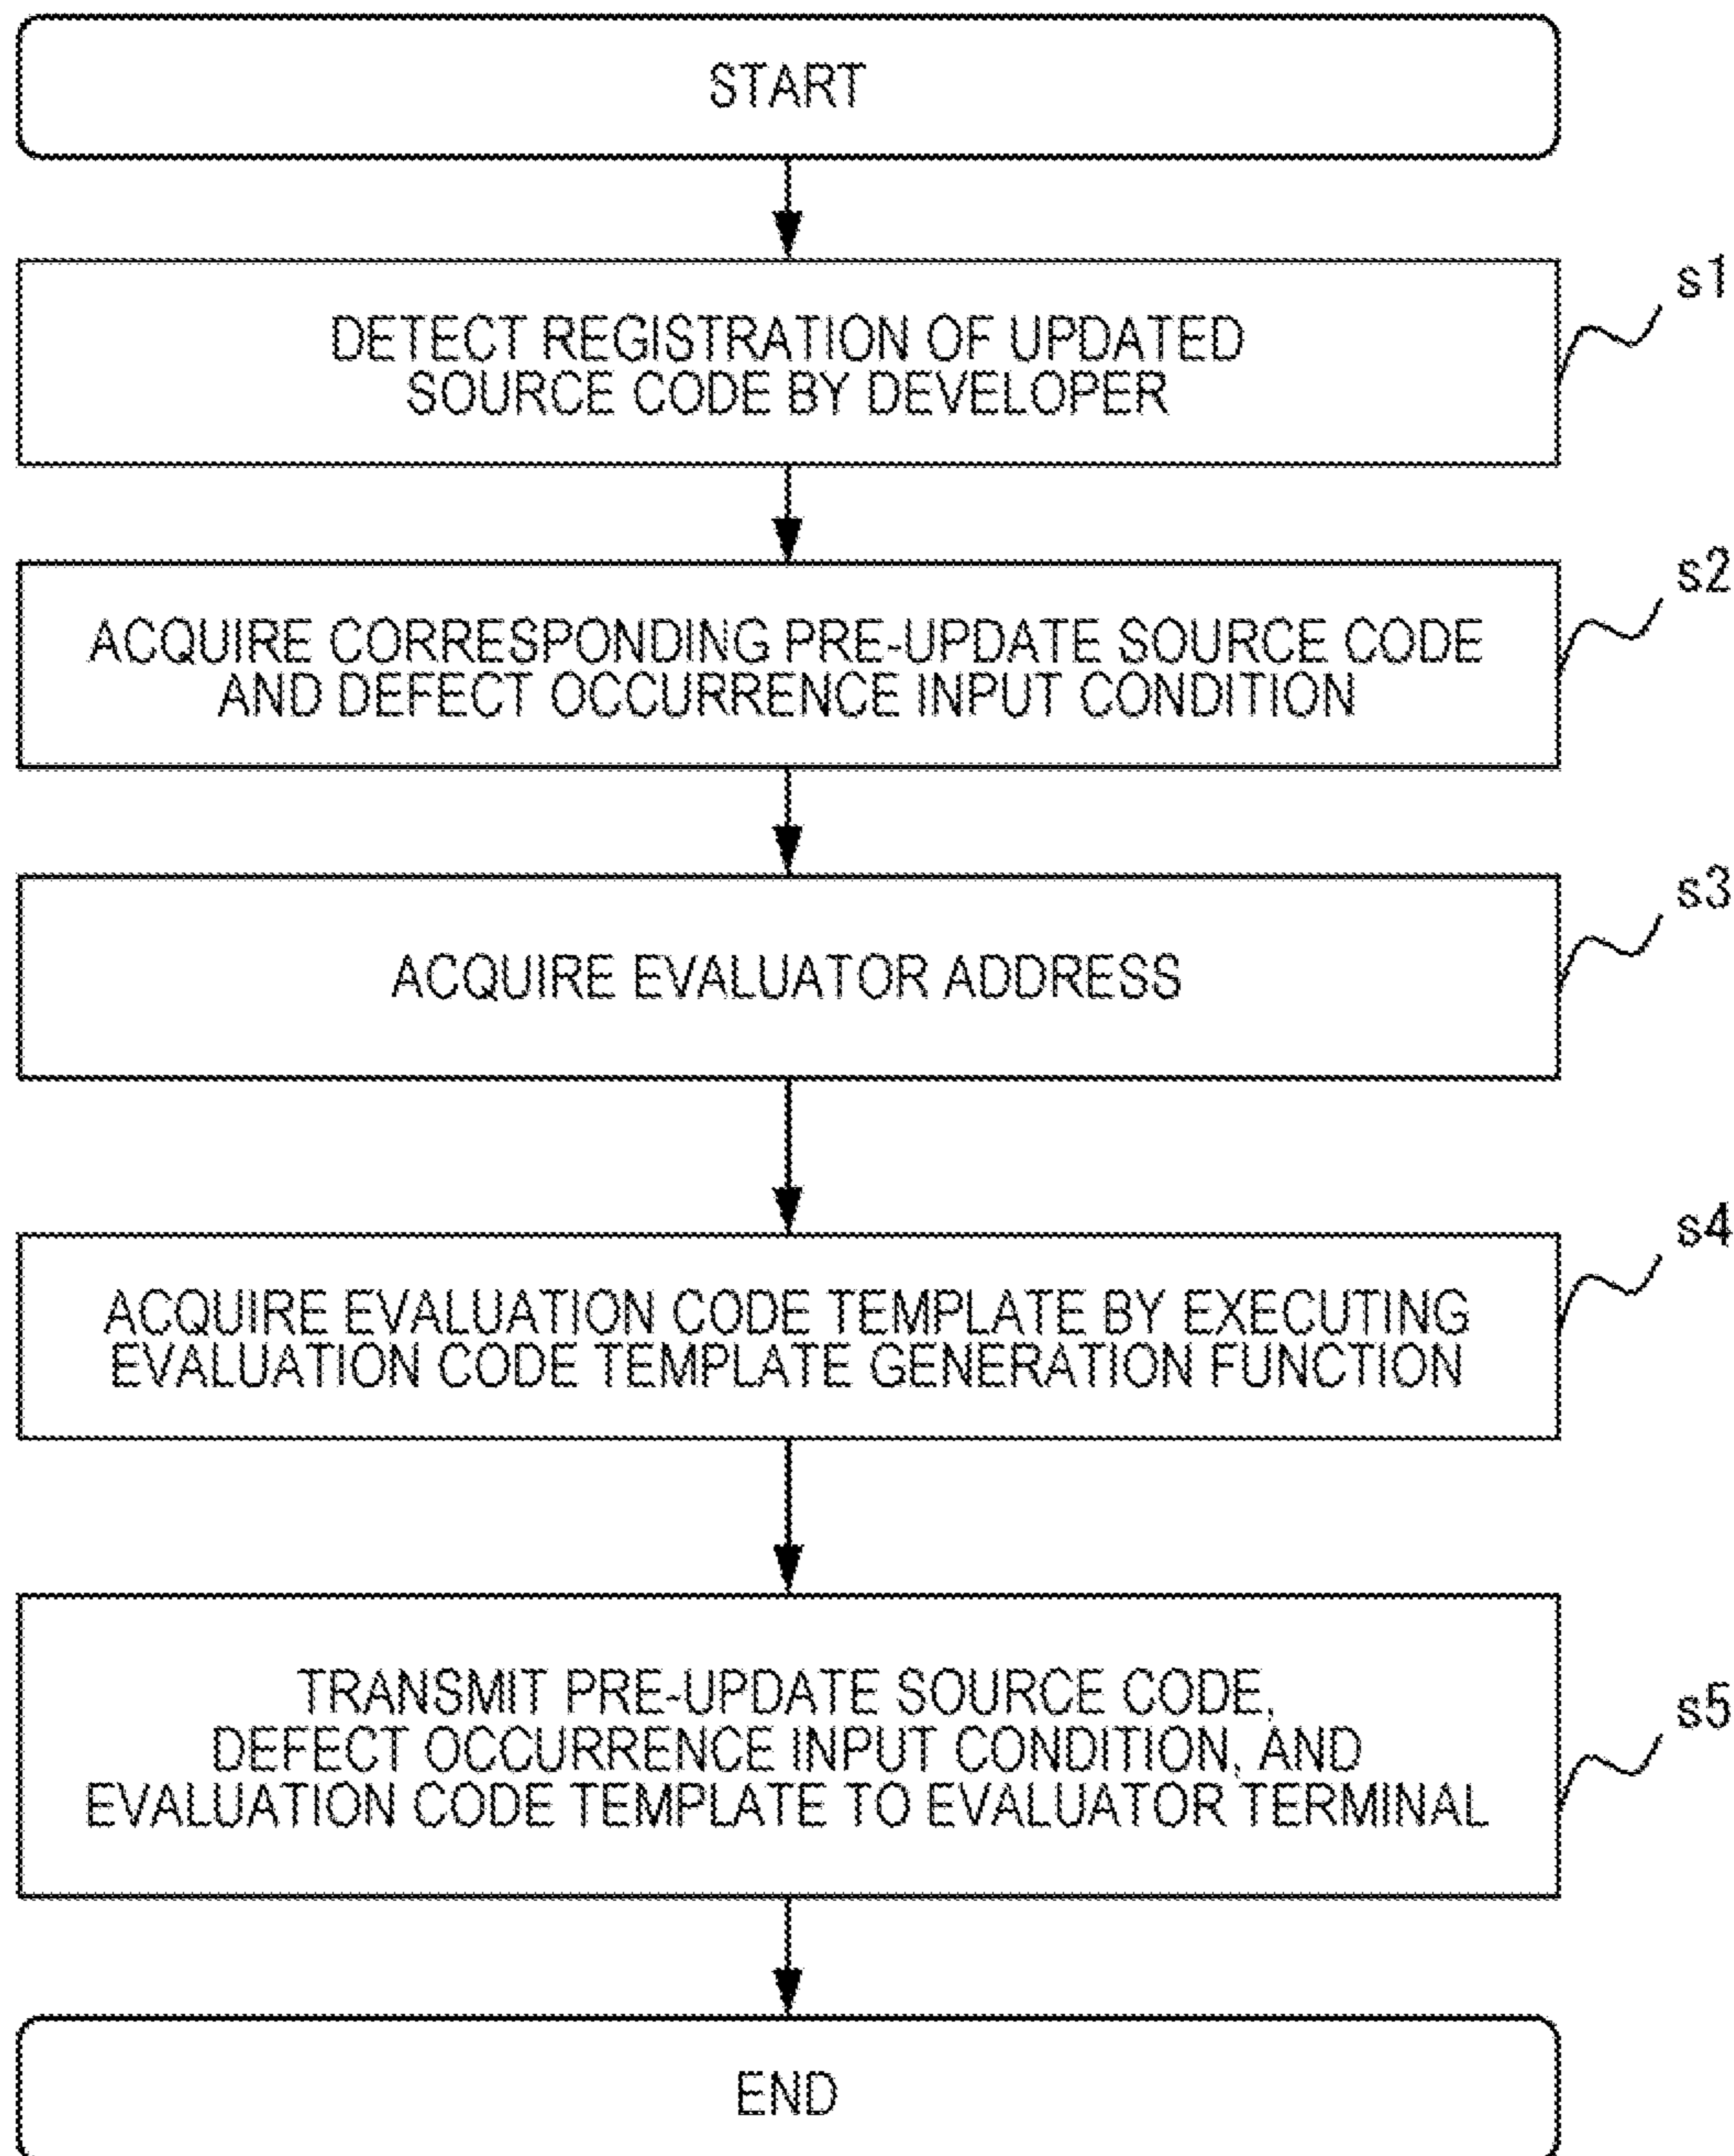 START
s1
DETECT REGISTRATION OF UPDATED
SOURCE CODE BY DEVELOPER
s2
ACQUIRE CORRESPONDING PRE-UPDATE SOURCE CODE
AND DEFECT OCCURRENCE INPUT CONDITION
s3
ACQUIRE EVALUATOR ADDRESS
s4
ACQUIRE EVALUATION CODE TEMPLATE BY EXECUTING
EVALUATION CODE TEMPLATE GENERATION FUNCTION
s5
TRANSMIT PRE-UPDATE SOURCE CODE,
DEFECT OCCURRENCE INPUT CONDITION, AND
EVALUATION CODE TEMPLATE TO EVALUATOR TERMINAL
END